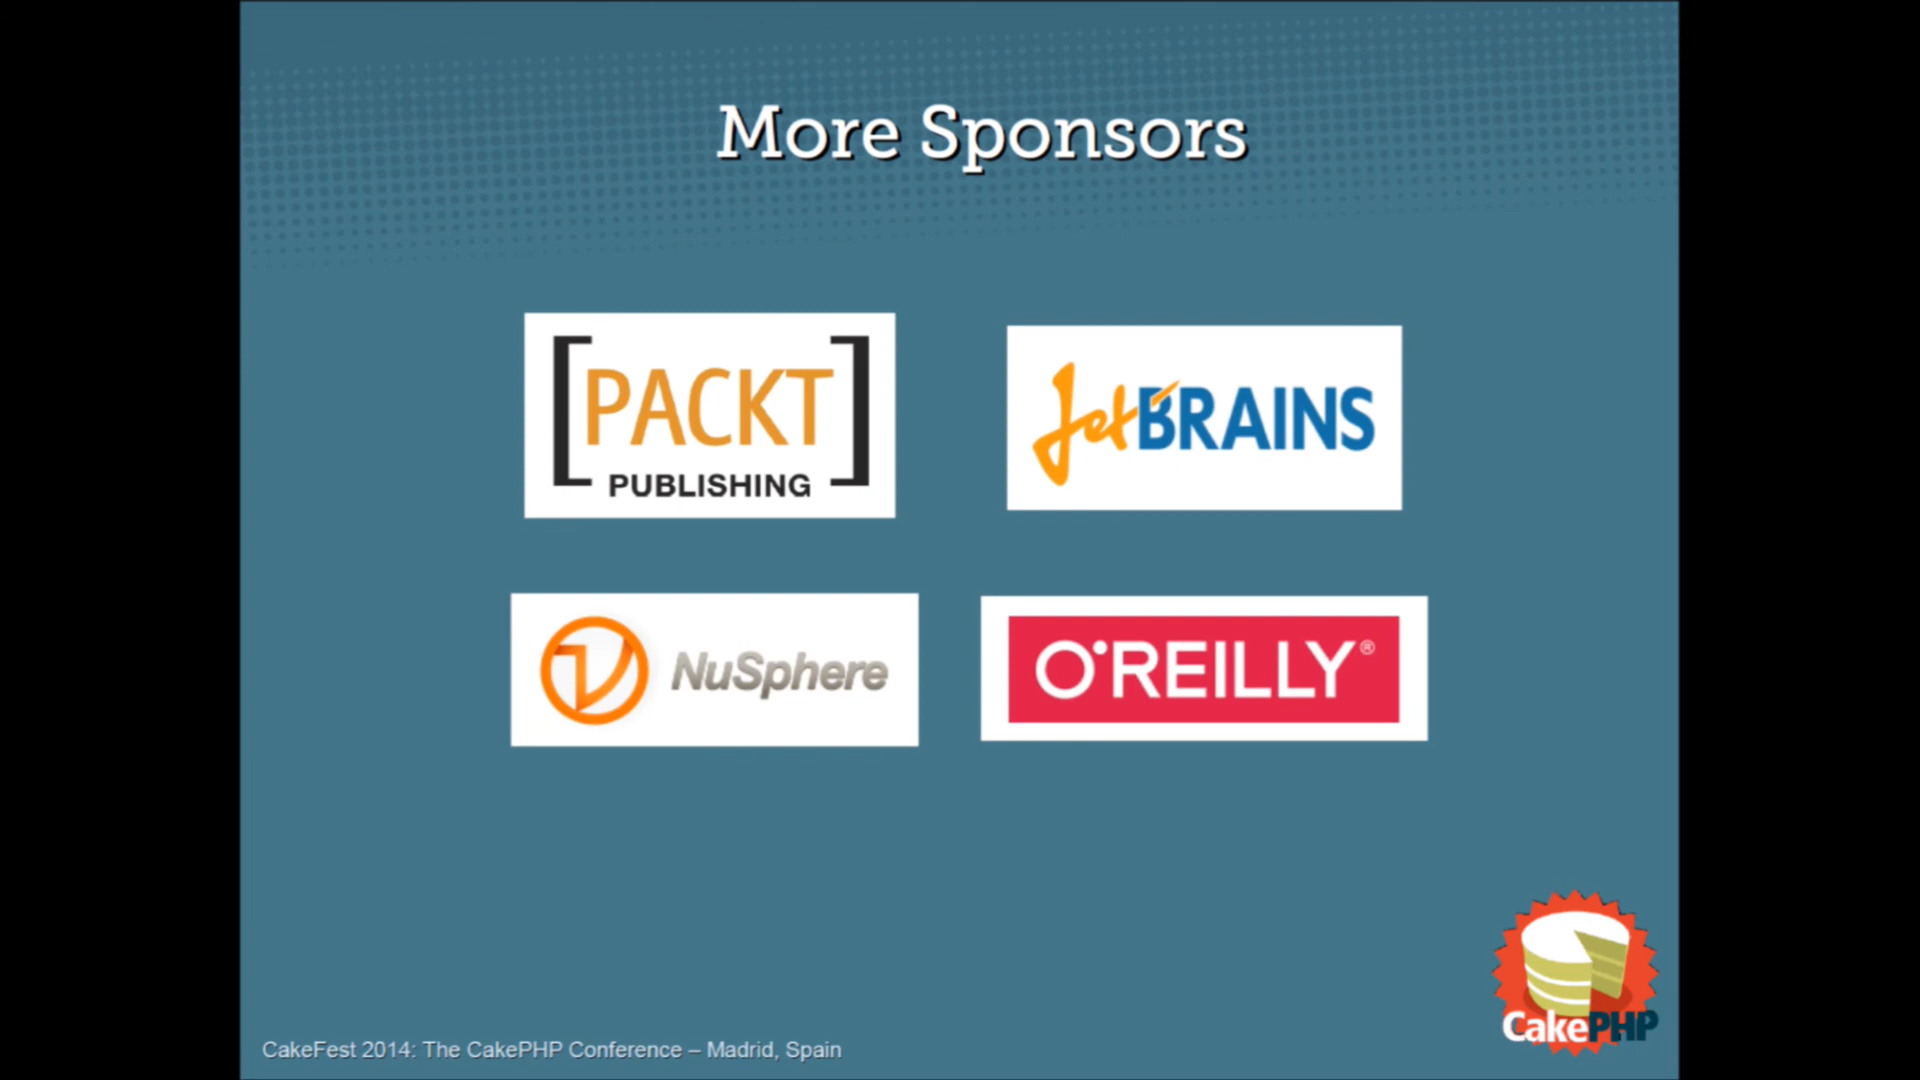 More Sponsors
[PACKT]
PUBLISHING
JetBRAINS
NuSphere
O'REILLY®
CakePHP
CakeFest 2014: The CakePHP Conference – Madrid, Spain